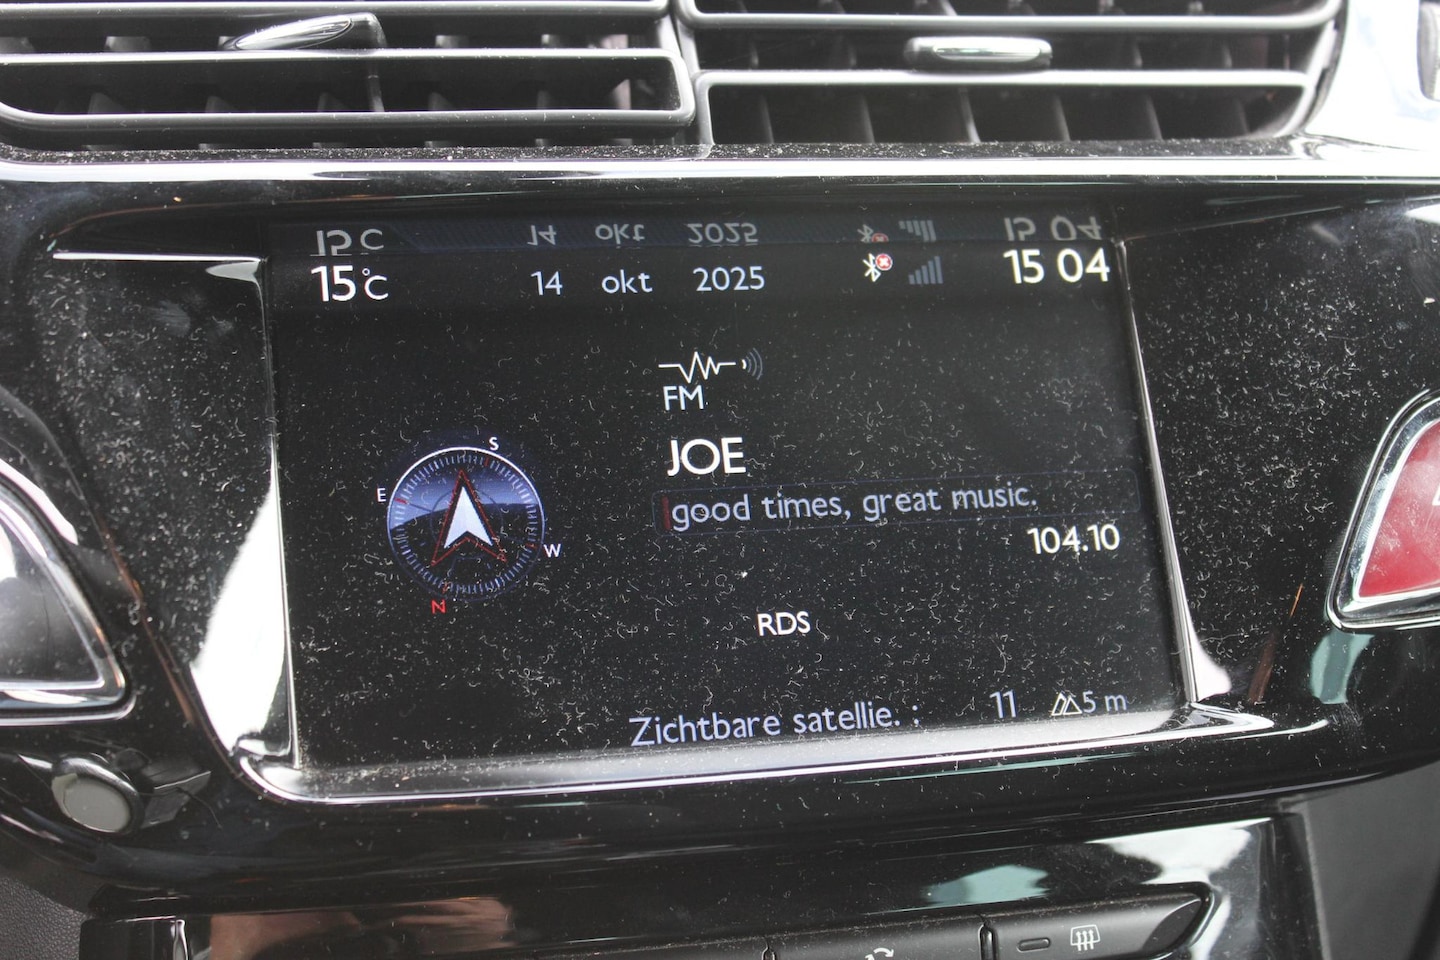 15°C 14 okt 2025 15 04
FM
JOE
good times, great music.
104.10
S
E
W
N
RDS
Zichtbare satellie. : 11 5 m